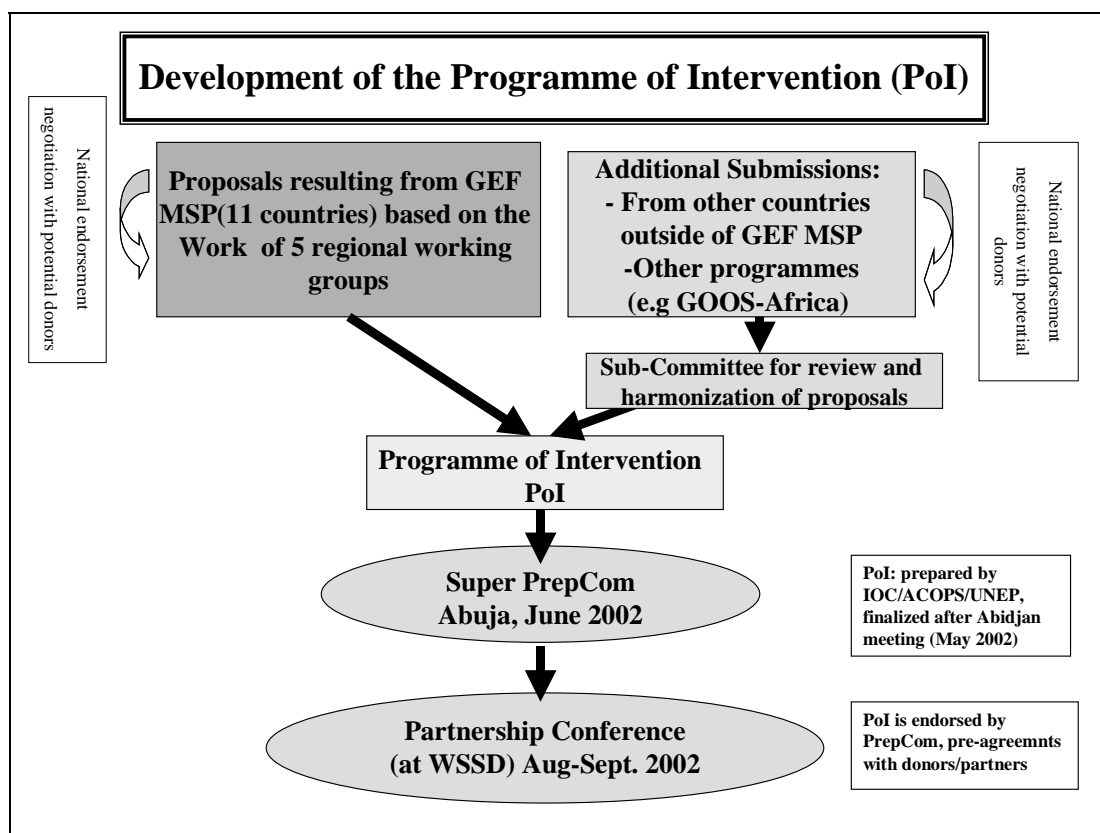 Development of the Programme of Intervention (PoI)
National endorsement
negotiation with potential donors
Proposals resulting from GEF
MSP(11 countries) based on the
Work of 5 regional working
groups
Additional Submissions:
- From other countries
outside of GEF MSP
-Other programmes
(e.g GOOS-Africa)
National endorsement
negotiation with potential
donors
Sub-Committee for review and
harmonization of proposals
Programme of Intervention
PoI
Super PrepCom
Abuja, June 2002
PoI: prepared by
IOC/ACOPS/UNEP,
finalized after Abidjan
meeting (May 2002)
Partnership Conference
(at WSSD) Aug-Sept. 2002
PoI is endorsed by
PrepCom, pre-agreemnts
with donors/partners